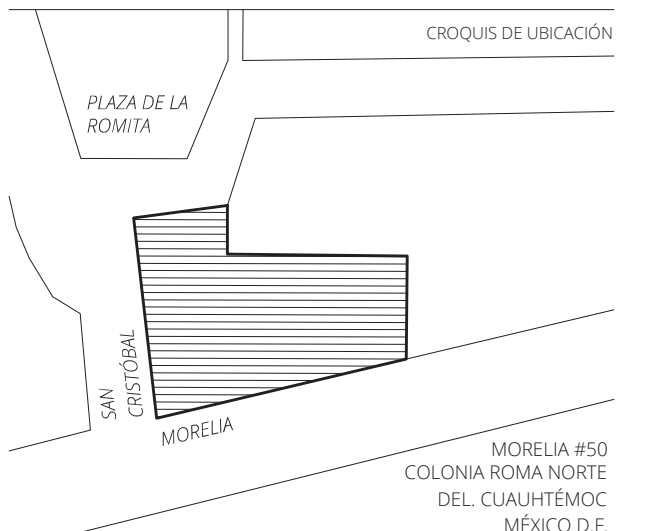 CROQUIS DE UBICACIÓN
PLAZA DE LA
ROMITA
SAN
CRISTÓBAL
MORELIA
MORELIA #50
COLONIA ROMA NORTE
DEL. CUAUHTÉMOC
MÉXICO D.F.